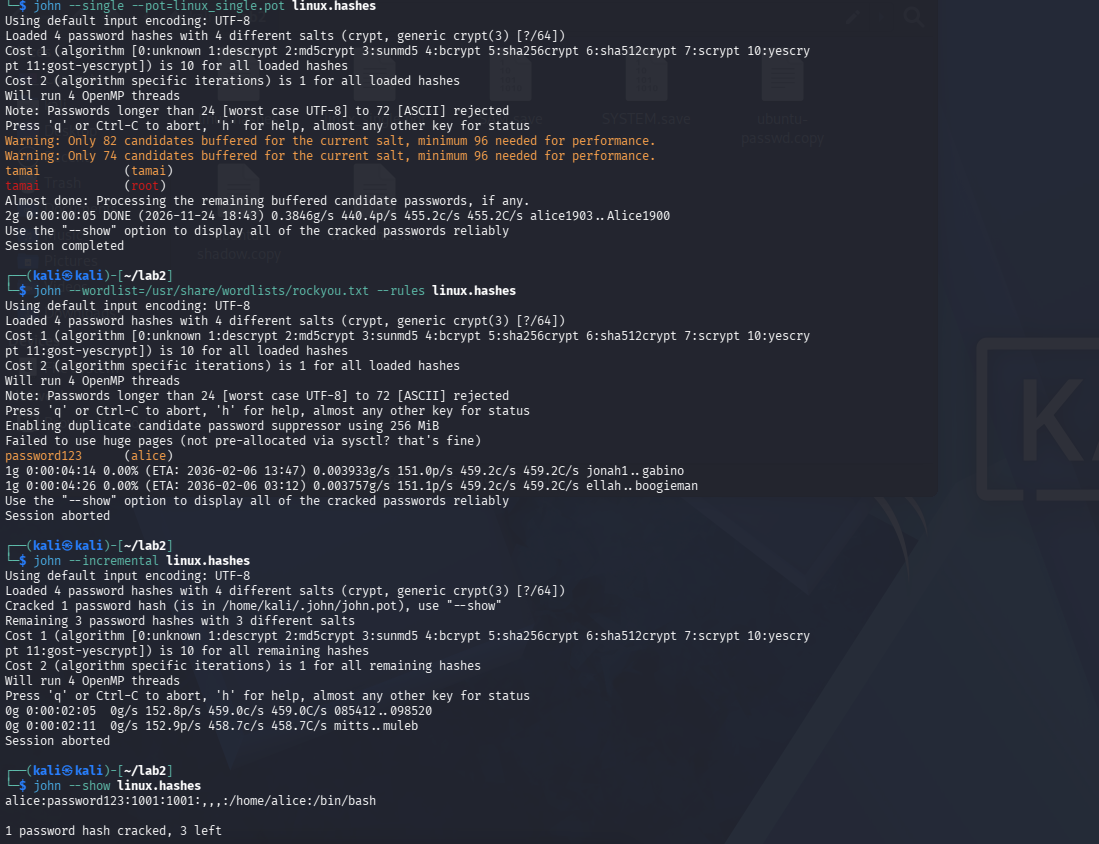 └─$ john --single --pot=linux_single.pot linux.hashes
Using default input encoding: UTF-8
Loaded 4 password hashes with 4 different salts (crypt, generic crypt(3) [?/64])
Cost 1 (algorithm [0:unknown 1:descrypt 2:md5crypt 3:sunmd5 4:bcrypt 5:sha256crypt 6:sha512crypt 7:scrypt 10:yescry
pt 11:gost-yescrypt]) is 10 for all loaded hashes
Cost 2 (algorithm specific iterations) is 1 for all loaded hashes
Will run 4 OpenMP threads
Note: Passwords longer than 24 [worst case UTF-8] to 72 [ASCII] rejected
Press 'q' or Ctrl-C to abort, 'h' for help, almost any other key for status
Warning: Only 82 candidates buffered for the current salt, minimum 96 needed for performance.
Warning: Only 74 candidates buffered for the current salt, minimum 96 needed for performance.
tamai           (tamai)
tamai           (root)
Almost done: Processing the remaining buffered candidate passwords, if any.
2g 0:00:00:05 DONE (2026-11-24 18:43) 0.3846g/s 440.4p/s 455.2c/s 455.2C/s alice1903..Alice1900
Use the "--show" option to display all of the cracked passwords reliably
Session completed
┌──(kali㉿kali)-[~/lab2]
└─$ john --wordlist=/usr/share/wordlists/rockyou.txt --rules linux.hashes
Using default input encoding: UTF-8
Loaded 4 password hashes with 4 different salts (crypt, generic crypt(3) [?/64])
Cost 1 (algorithm [0:unknown 1:descrypt 2:md5crypt 3:sunmd5 4:bcrypt 5:sha256crypt 6:sha512crypt 7:scrypt 10:yescry
pt 11:gost-yescrypt]) is 10 for all loaded hashes
Cost 2 (algorithm specific iterations) is 1 for all loaded hashes
Will run 4 OpenMP threads
Note: Passwords longer than 24 [worst case UTF-8] to 72 [ASCII] rejected
Press 'q' or Ctrl-C to abort, 'h' for help, almost any other key for status
Enabling duplicate candidate password suppressor using 256 MiB
Failed to use huge pages (not pre-allocated via sysctl? that's fine)
password123     (alice)
1g 0:00:04:14 0.00% (ETA: 2036-02-06 13:47) 0.003933g/s 151.0p/s 459.2c/s 459.2C/s jonah1..gabino
1g 0:00:04:26 0.00% (ETA: 2036-02-06 03:12) 0.003757g/s 151.1p/s 459.2c/s 459.2C/s ellah..boogieman
Use the "--show" option to display all of the cracked passwords reliably
Session aborted
┌──(kali㉿kali)-[~/lab2]
└─$ john --incremental linux.hashes
Using default input encoding: UTF-8
Loaded 4 password hashes with 4 different salts (crypt, generic crypt(3) [?/64])
Cracked 1 password hash (is in /home/kali/.john/john.pot), use "--show"
Remaining 3 password hashes with 3 different salts
Cost 1 (algorithm [0:unknown 1:descrypt 2:md5crypt 3:sunmd5 4:bcrypt 5:sha256crypt 6:sha512crypt 7:scrypt 10:yescry
pt 11:gost-yescrypt]) is 10 for all remaining hashes
Cost 2 (algorithm specific iterations) is 1 for all remaining hashes
Will run 4 OpenMP threads
Press 'q' or Ctrl-C to abort, 'h' for help, almost any other key for status
0g 0:00:02:05  0g/s 152.8p/s 459.0c/s 459.0C/s 085412..098520
0g 0:00:02:11  0g/s 152.9p/s 458.7c/s 458.7C/s mitts..muleb
Session aborted
┌──(kali㉿kali)-[~/lab2]
└─$ john --show linux.hashes
alice:password123:1001:1001:,,,:/home/alice:/bin/bash
1 password hash cracked, 3 left
SYSTEM.save
ubuntu-
passwd.copy
Trash
shadow.copy
Pictures